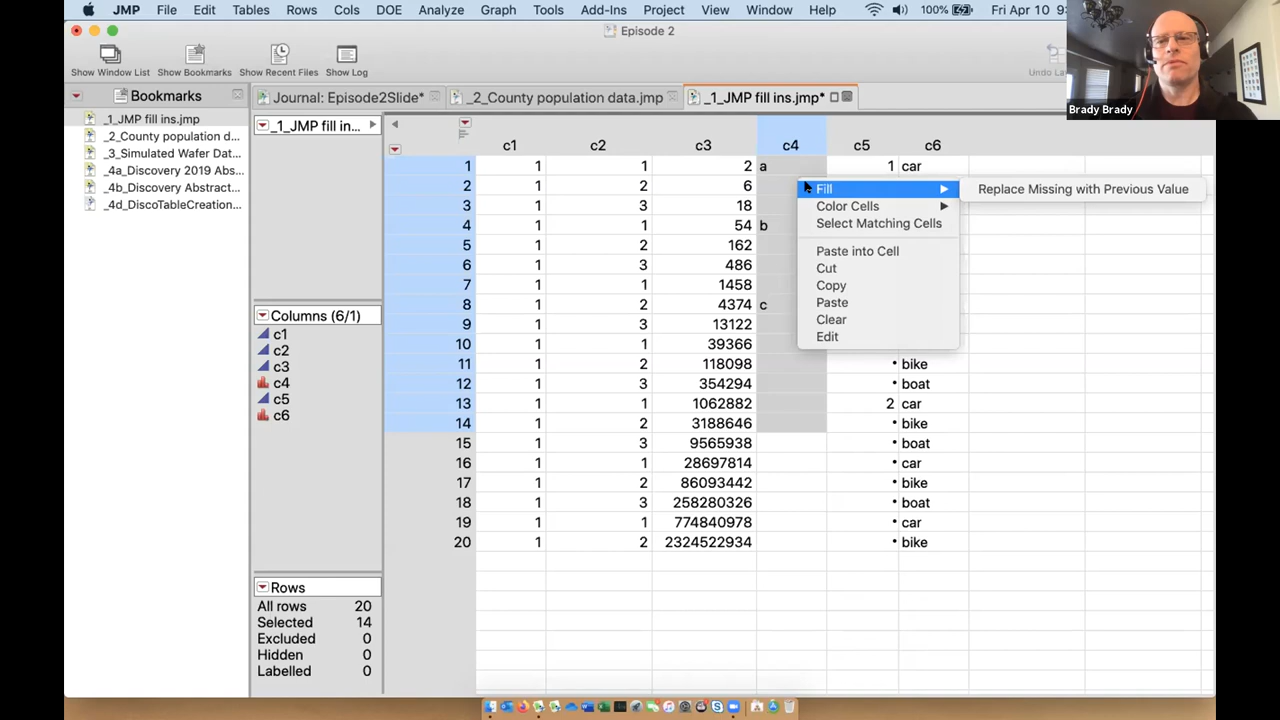 JMP File Edit Tables Rows Cols DOE Analyze Graph Tools Add-Ins Project View Window Help 100% Fri Apr 10
Episode 2
Show Window List Show Bookmarks Show Recent Files Show Log
Bookmarks Journal: Episode2Slide* _2_County population data.jmp _1_JMP fill ins.jmp*
Brady Brady
_1_JMP fill ins.jmp
_2_County population d...
_3_Simulated Wafer Dat...
_4a_Discovery 2019 Abs...
_4b_Discovery Abstract...
_4d_DiscoTableCreation...
_1_JMP fill in...
Columns (6/1)
c1
c2
c3
c4
c5
c6
Rows
All rows 20
Selected 14
Excluded 0
Hidden 0
Labelled 0
c1 c2 c3 c4 c5 c6
1 1 1 2 a 1 car
2 1 2 6
3 1 3 18
4 1 1 54 b
5 1 2 162
6 1 3 486
7 1 1 1458
8 1 2 4374 c
9 1 3 13122
10 1 1 39366
11 1 2 118098 • bike
12 1 3 354294 • boat
13 1 1 1062882 2 car
14 1 2 3188646 • bike
15 1 3 9565938 • boat
16 1 1 28697814 • car
17 1 2 86093442 • bike
18 1 3 258280326 • boat
19 1 1 774840978 • car
20 1 2 2324522934 • bike
Fill
Color Cells
Select Matching Cells
Paste into Cell
Cut
Copy
Paste
Clear
Edit
Replace Missing with Previous Value